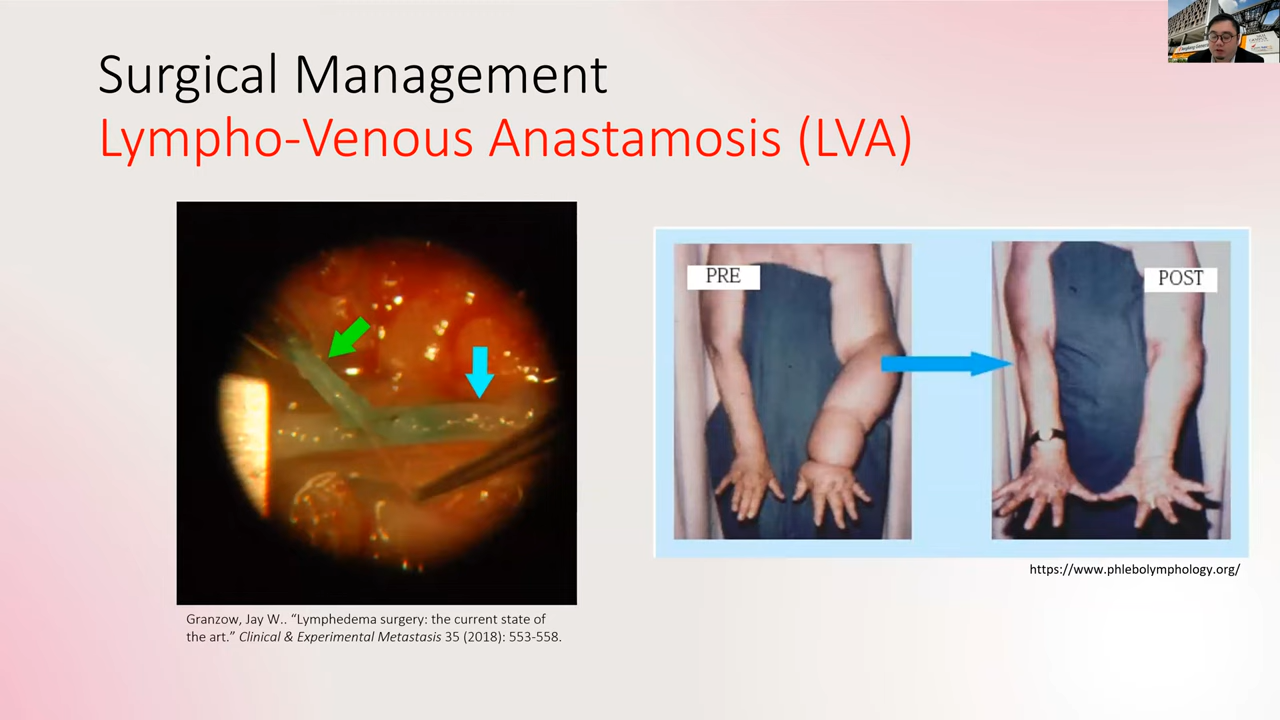 Surgical Management
Lympho-Venous Anastamosis (LVA)
PRE
POST
https://www.phlebolymphology.org/
Granzow, Jay W.. “Lymphedema surgery: the current state of
the art.” Clinical & Experimental Metastasis 35 (2018): 553-558.